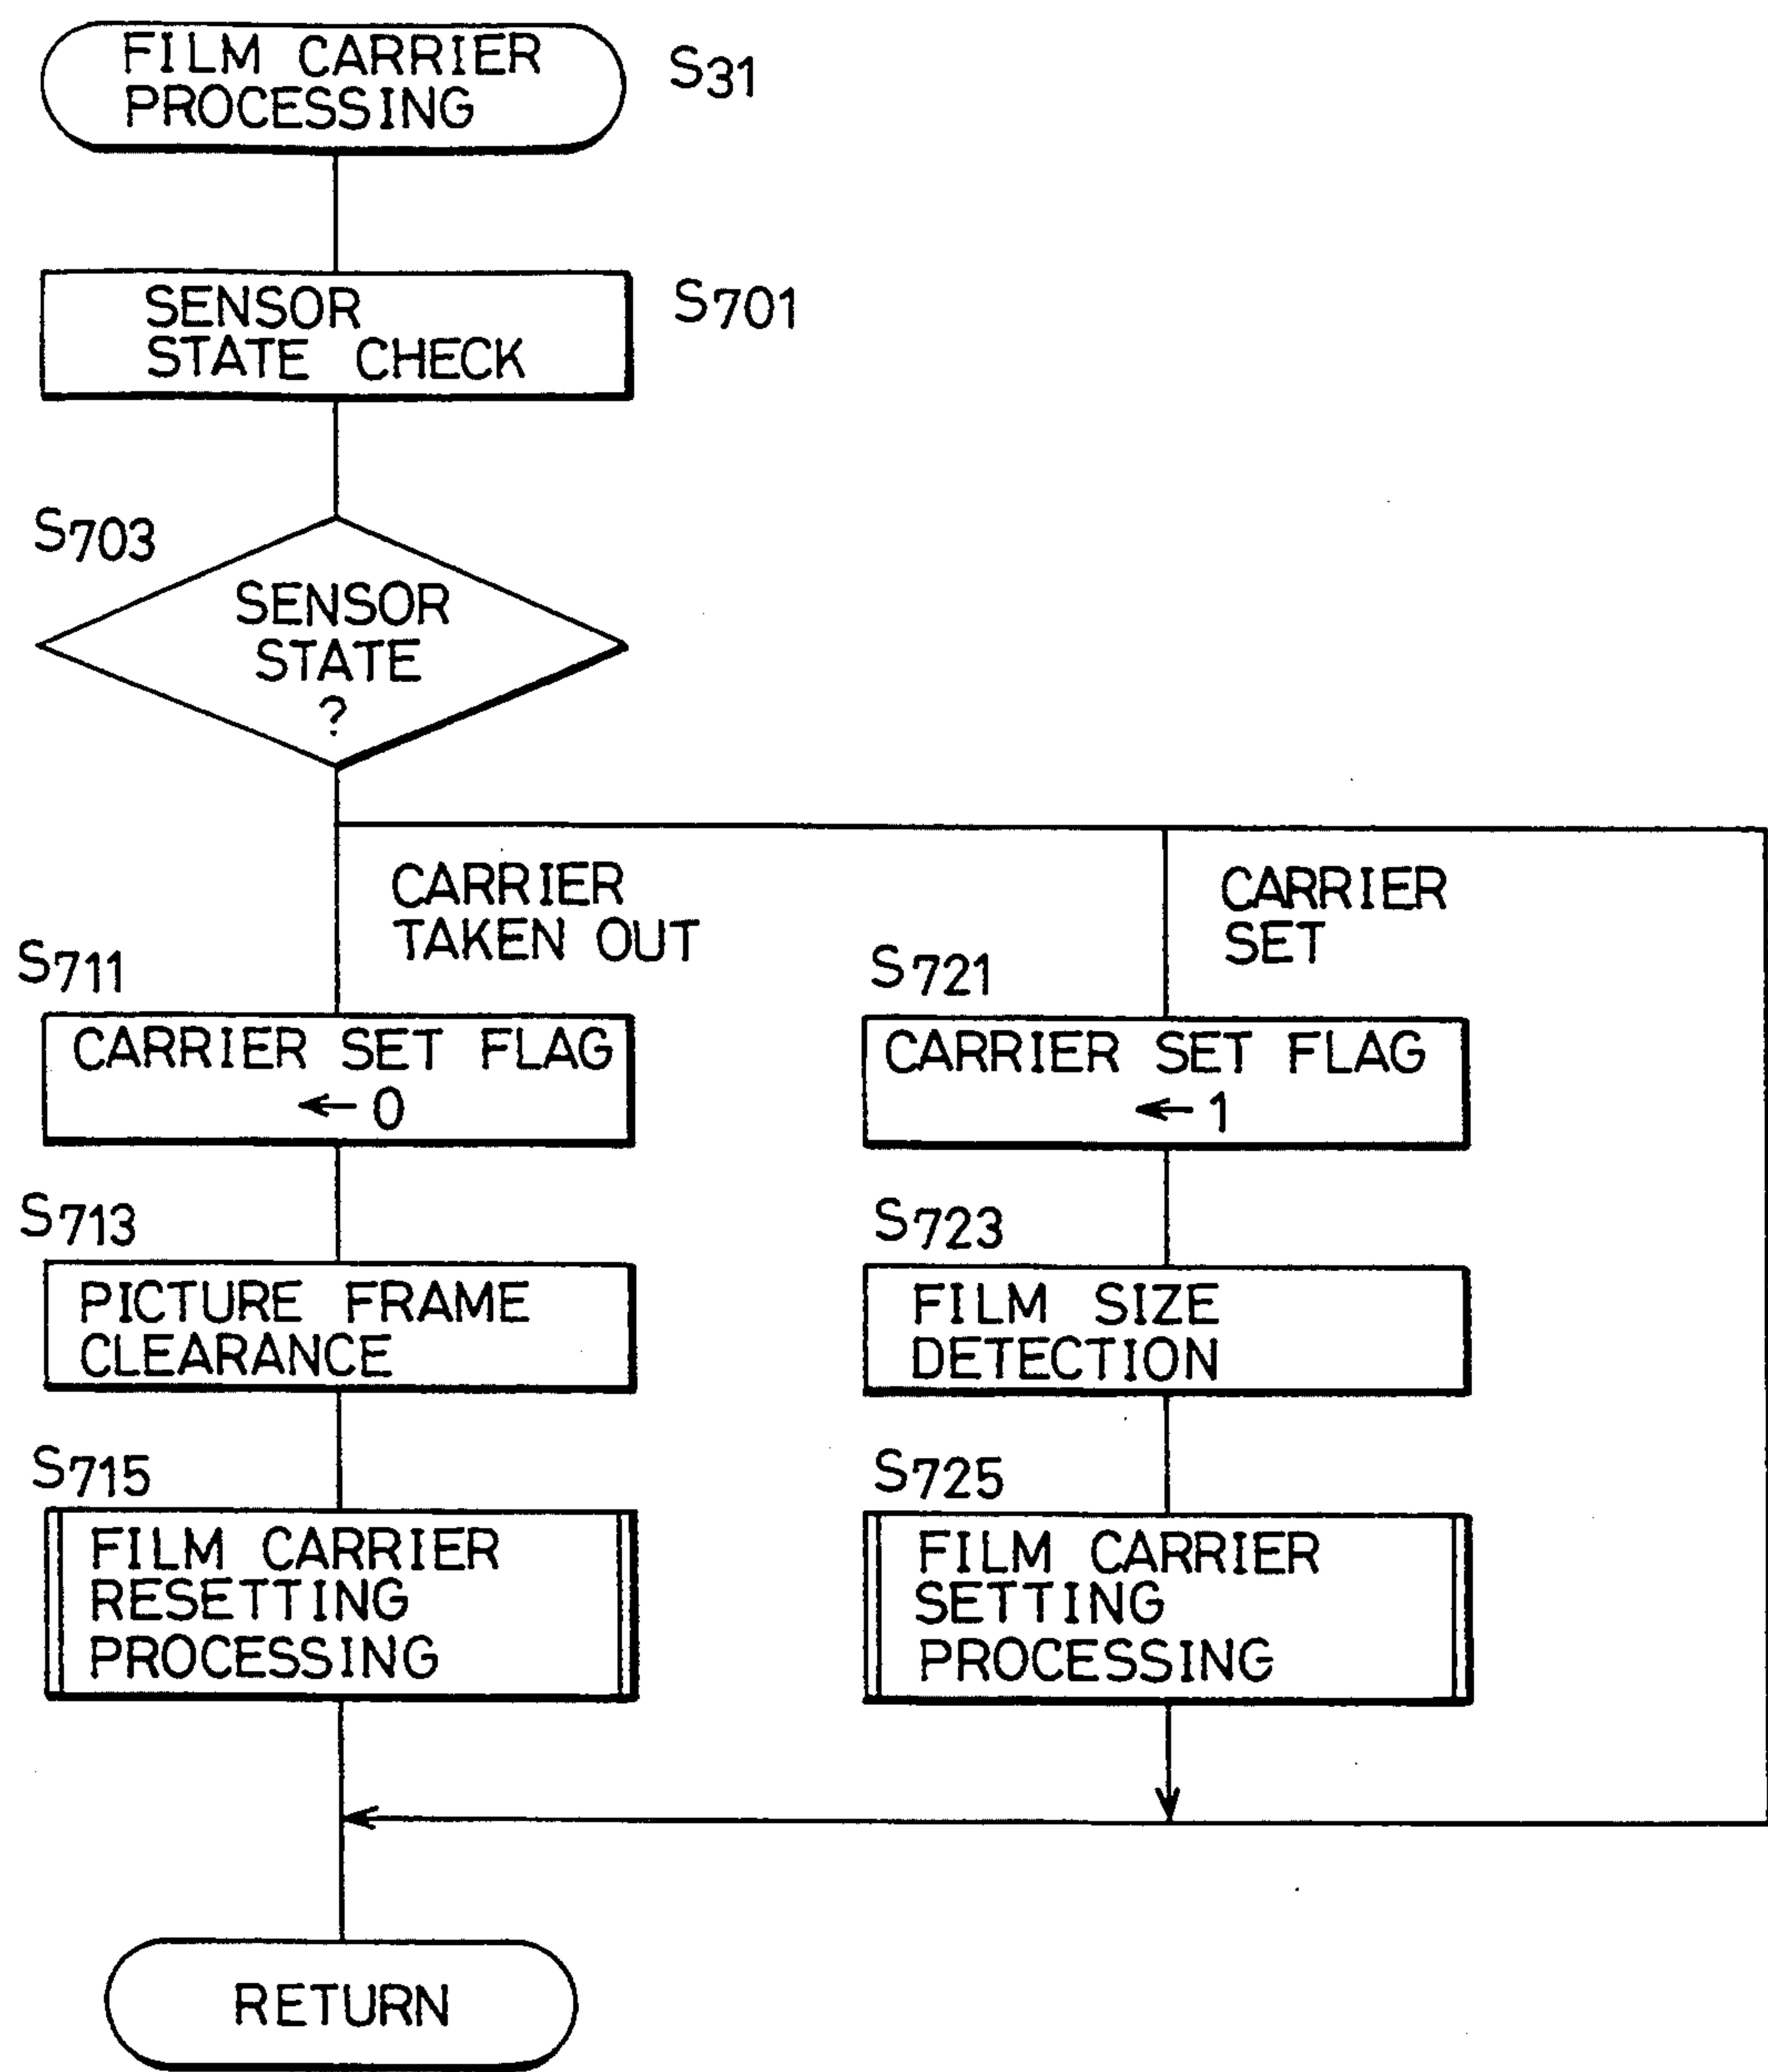 FILM CARRIER
PROCESSING
S31
SENSOR
STATE CHECK
S701
S703
SENSOR
STATE
?
CARRIER
TAKEN OUT
CARRIER
SET
S711
CARRIER SET FLAG
← 0
S721
CARRIER SET FLAG
← 1
S713
PICTURE FRAME
CLEARANCE
S723
FILM SIZE
DETECTION
S715
FILM CARRIER
RESETTING
PROCESSING
S725
FILM CARRIER
SETTING
PROCESSING
RETURN